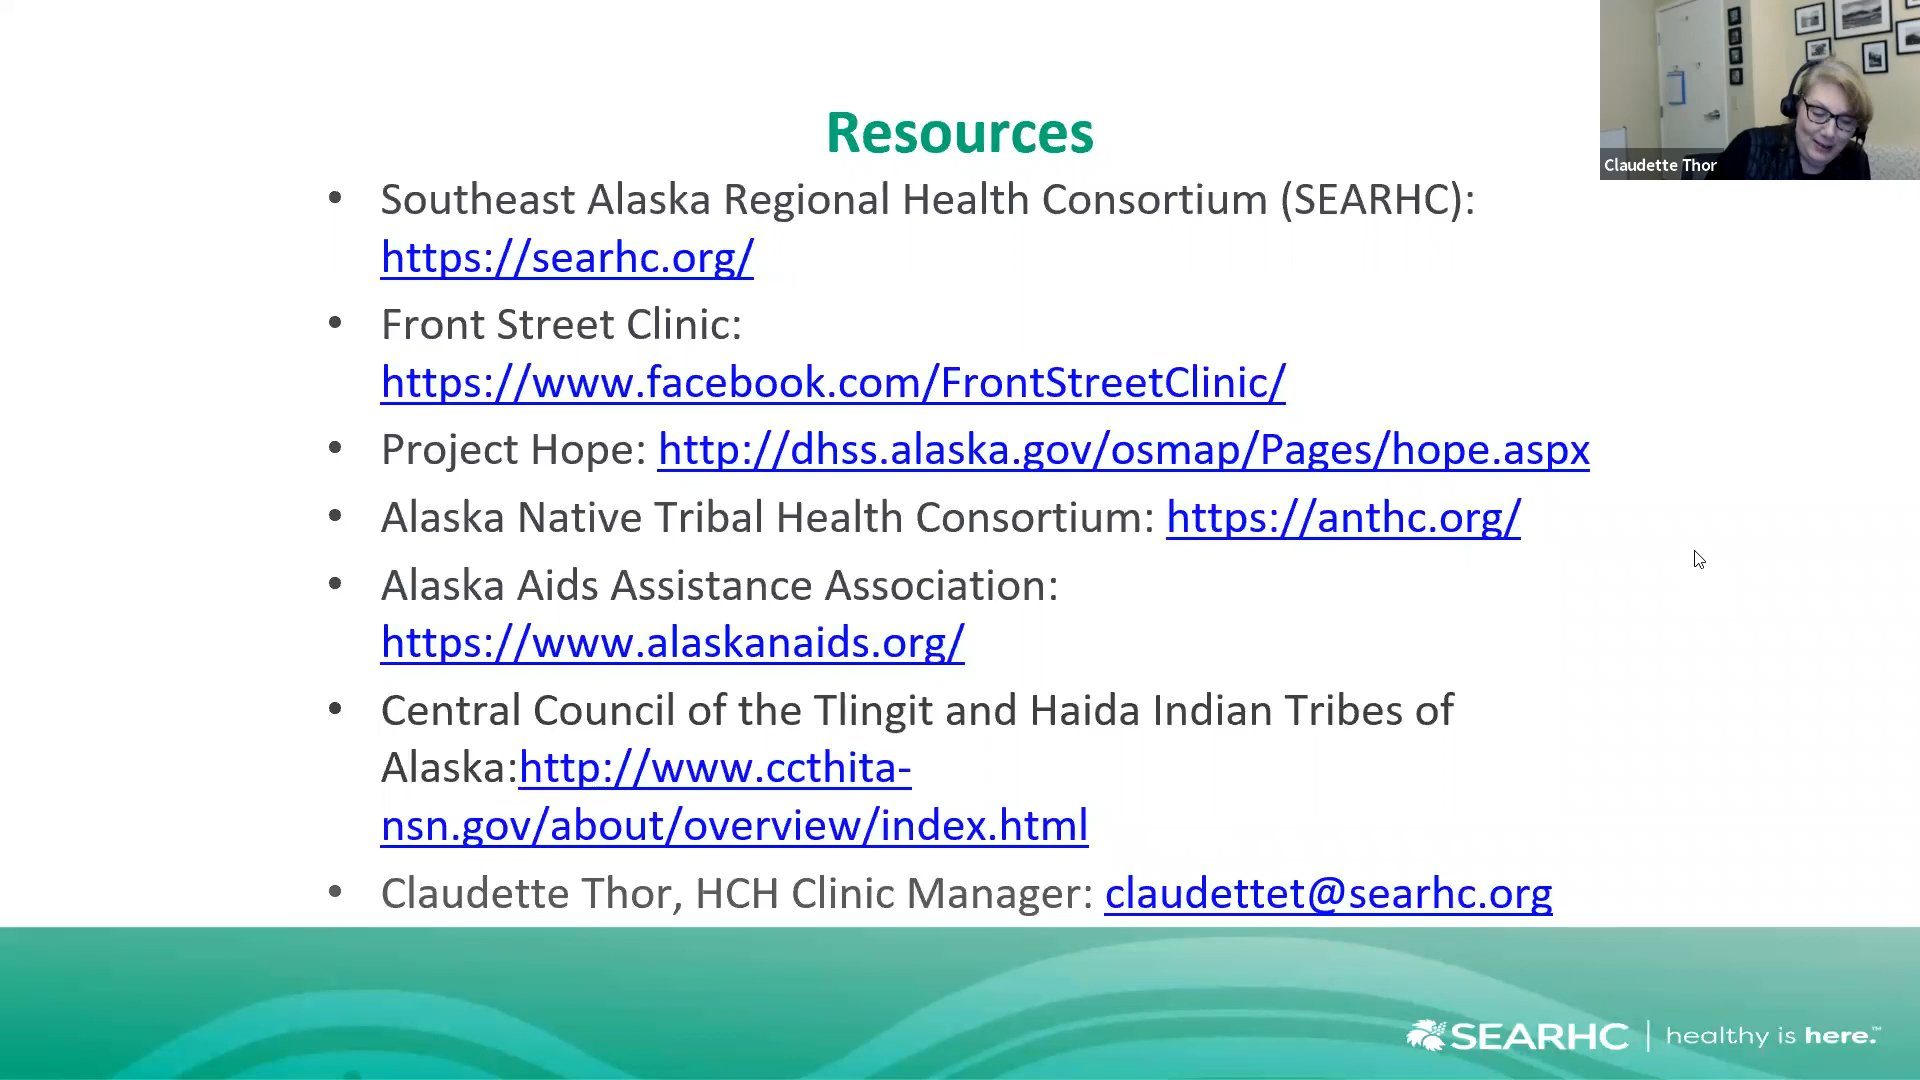 Resources
• Southeast Alaska Regional Health Consortium (SEARHC):
https://searhc.org/
• Front Street Clinic:
https://www.facebook.com/FrontStreetClinic/
• Project Hope: http://dhss.alaska.gov/osmap/Pages/hope.aspx
• Alaska Native Tribal Health Consortium: https://anthc.org/
• Alaska Aids Assistance Association:
https://www.alaskanaids.org/
• Central Council of the Tlingit and Haida Indian Tribes of
Alaska:http://www.ccthita-
nsn.gov/about/overview/index.html
• Claudette Thor, HCH Clinic Manager: claudettet@searhc.org
Claudette Thor
SEARHC | healthy is here.™